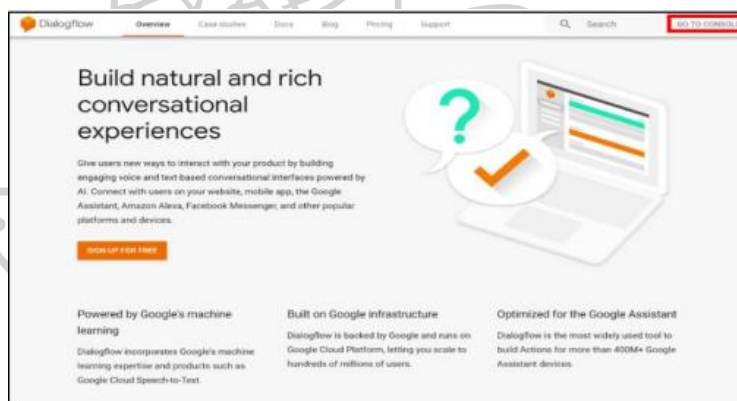 Dialogflow Overview Case studies Docs Blog Pricing Support Search GO TO CONSOLE
Build natural and rich
conversational
experiences
Give users new ways to interact with your product by building
engaging voice and text-based conversational interfaces powered by
AI. Connect with users on your website, mobile app, the Google
Assistant, Amazon Alexa, Facebook Messenger, and other popular
platforms and devices.
SIGN UP FOR FREE
Powered by Google's machine
learning
Dialogflow incorporates Google's machine
learning expertise and products such as
Google Cloud Speech-to-Text.
Built on Google infrastructure
Dialogflow is backed by Google and runs on
Google Cloud Platform, letting you scale to
hundreds of millions of users.
Optimized for the Google Assistant
Dialogflow is the most widely used tool to
build Actions for more than 400M+ Google
Assistant devices.